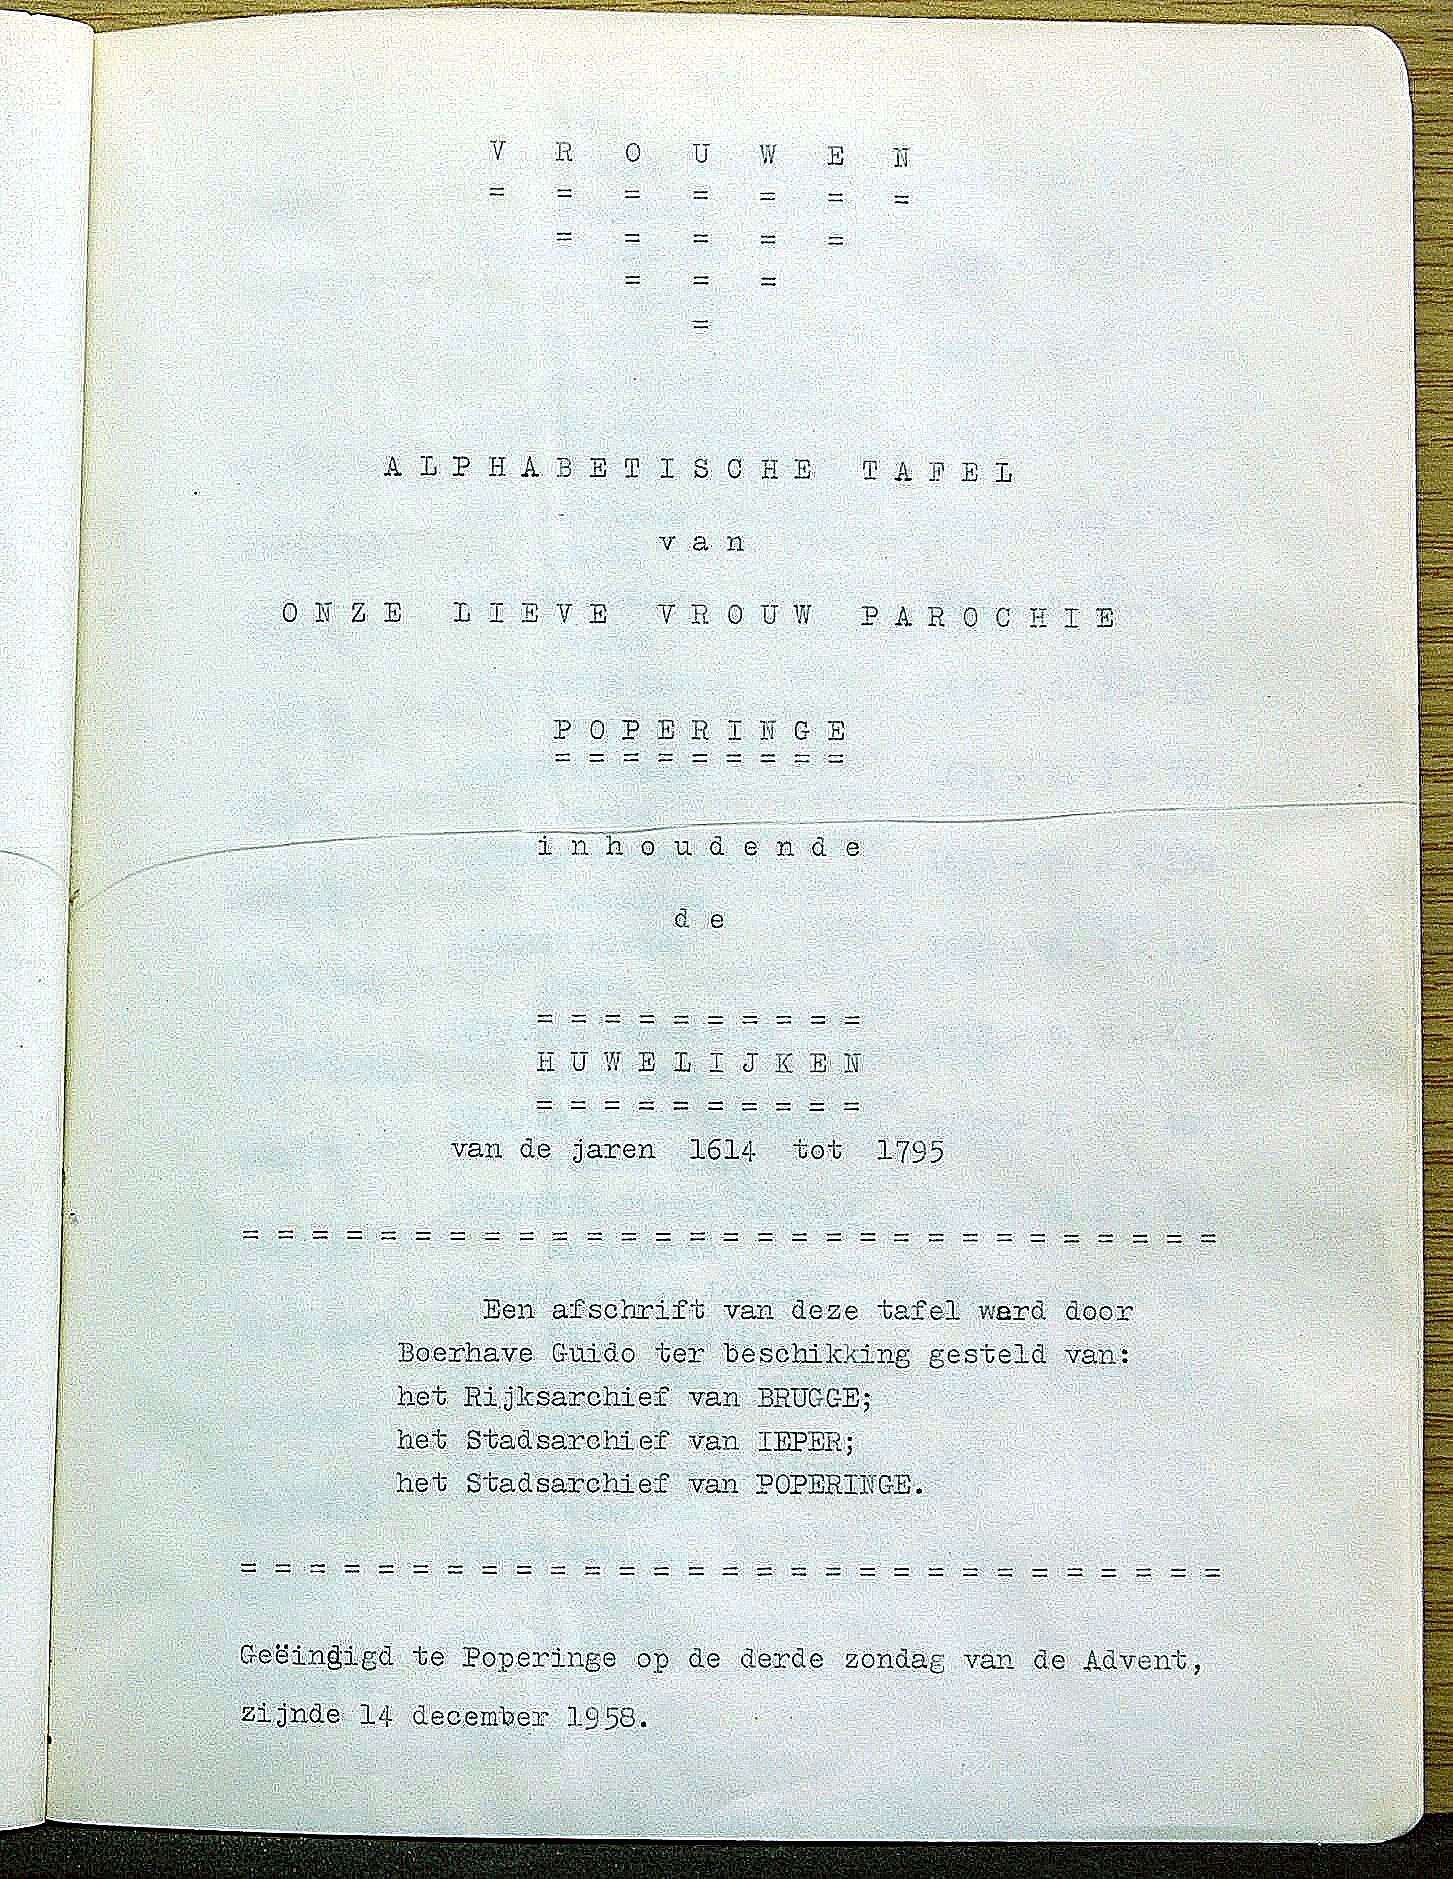 V R O U W E N
= = = = = = =
= = = = =
= = =
=
A L P H A B E T I S C H E   T A F E L
v a n
O N Z E   L I E V E   V R O U W   P A R O C H I E
P O P E R I N G E
= = = = = = = = =
i n h o u d e n d e
d e
= = = = = = = = = =
H U W E L I J K E N
= = = = = = = = = =
van de jaren 1614 tot 1795
= = = = = = = = = = = = = = = = = = = = = = = = = = = = =
Een afschrift van deze tafel werd door
Boerhave Guido ter beschikking gesteld van:
het Rijksarchief van BRUGGE;
het Stadsarchief van IEPER;
het Stadsarchief van POPERINGE.
= = = = = = = = = = = = = = = = = = = = = = = = = = = = =
Geëindigd te Poperinge op de derde zondag van de Advent,
zijnde 14 december 1958.